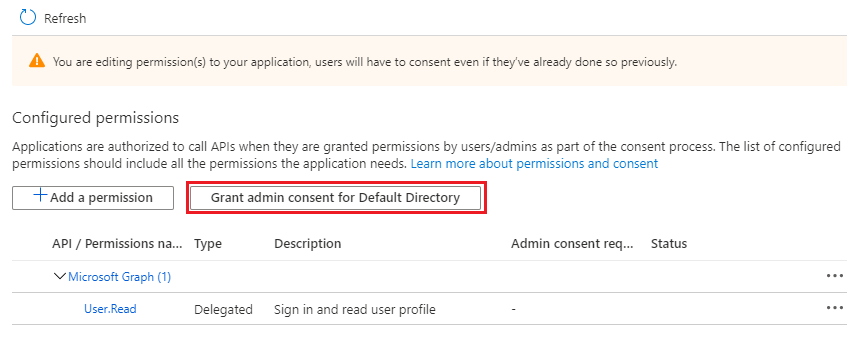 Refresh
You are editing permission(s) to your application, users will have to consent even if they've already done so previously.
Configured permissions
Applications are authorized to call APIs when they are granted permissions by users/admins as part of the consent process. The list of configured
permissions should include all the permissions the application needs. Learn more about permissions and consent
+ Add a permission Grant admin consent for Default Directory
API / Permissions na... Type Description Admin consent req... Status
Microsoft Graph (1) ...
User.Read Delegated Sign in and read user profile - ...